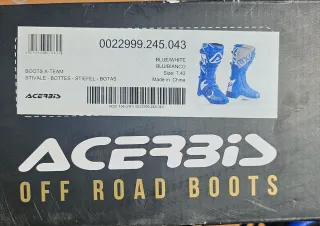 0022999.245.043
BOOTS X-TEAM
STIVALE - BOTTES - STIEFEL - BOTAS
BLUE/WHITE
BLU/BIANCO
Size: 7.43
Made in: China
ACERBIS
ACERBIS
OFF ROAD BOOTS